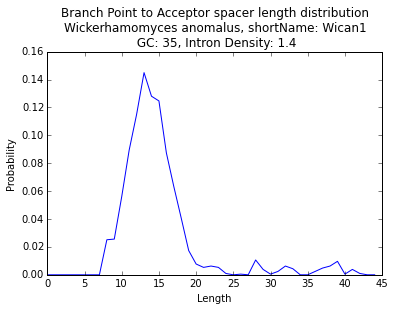 Branch Point to Acceptor spacer length distribution
Wickerhamomyces anomalus, shortName: Wican1
GC: 35, Intron Density: 1.4
0.16
0.14
0.12
0.10
0.08
0.06
0.04
0.02
0.00
Probability
0 5 10 15 20 25 30 35 40 45
Length